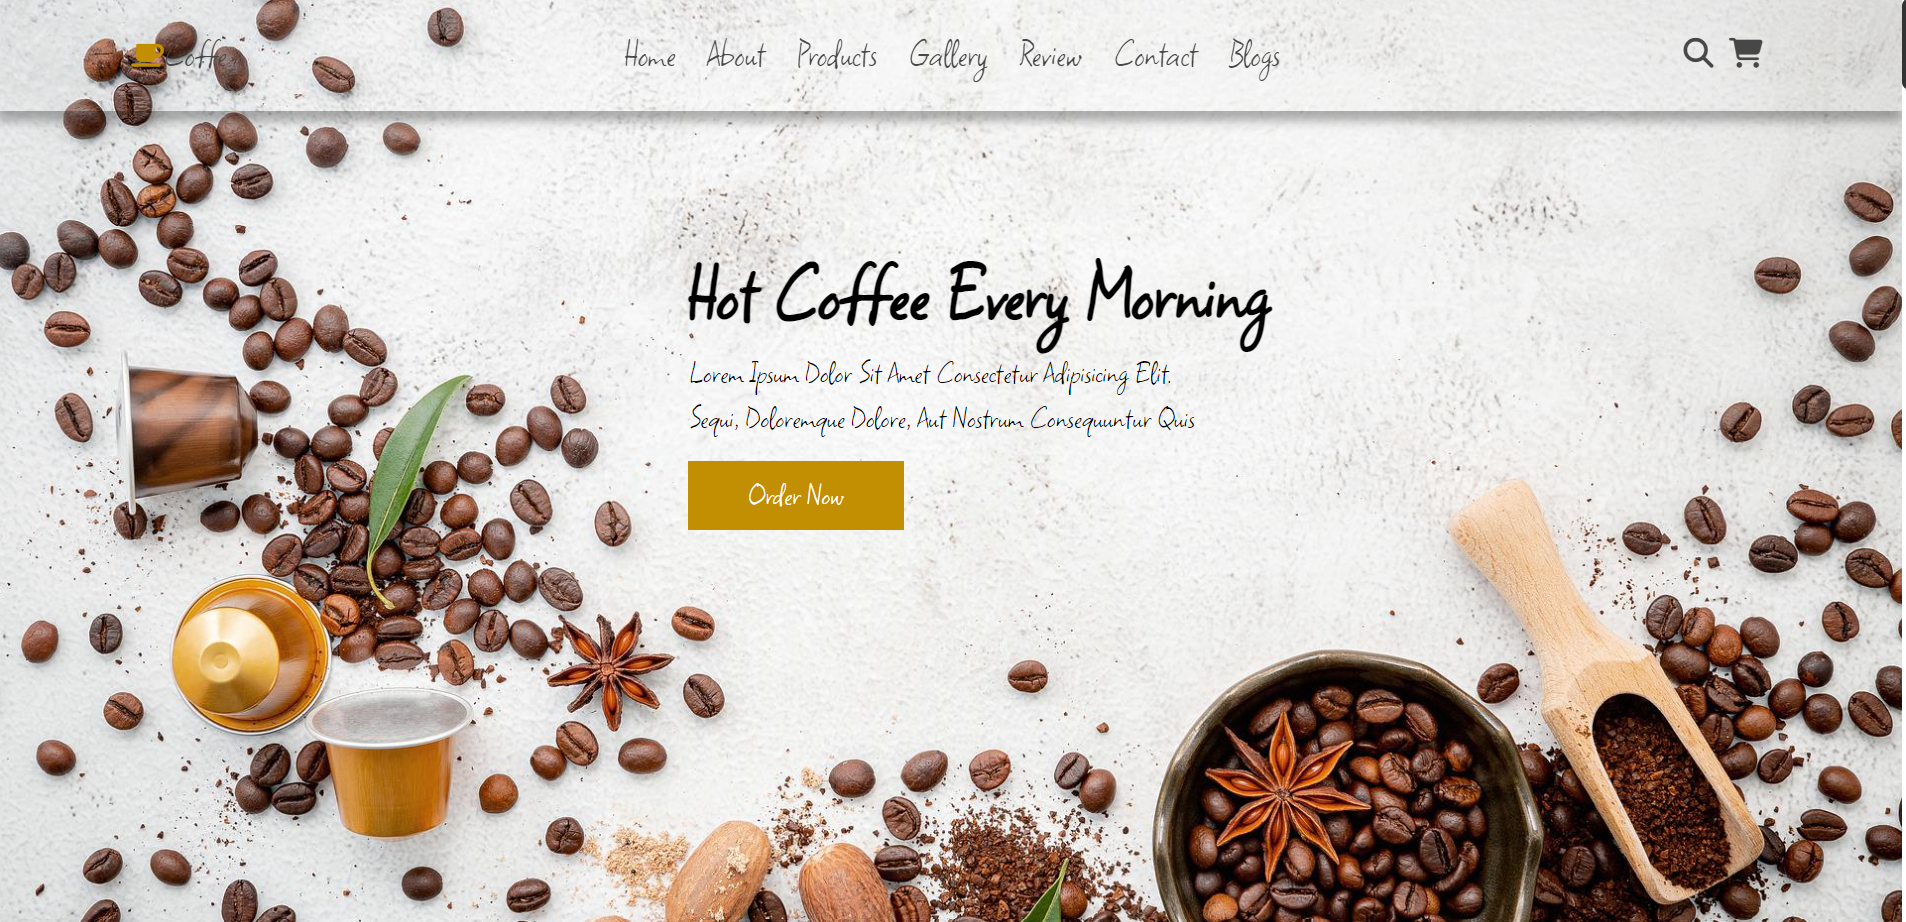 Coffee
Home About Products Gallery Review Contact Blogs
Hot Coffee Every Morning
Lorem Ipsum Dolor Sit Amet Consectetur Adipisicing Elit.
Sequi, Doloremque Dolore, Aut Nostrum Consequuntur Quis
Order Now